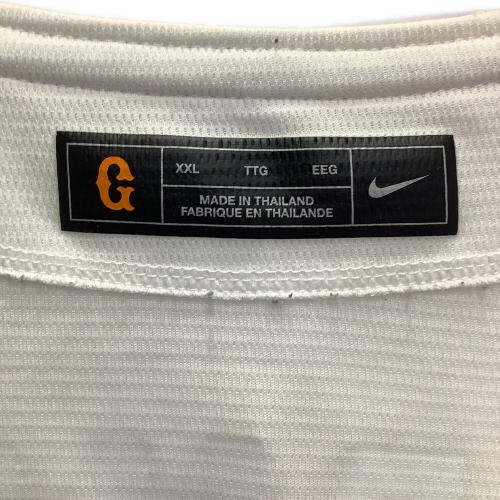 G
XXL TTG EEG
MADE IN THAILAND
FABRIQUE EN THAILANDE